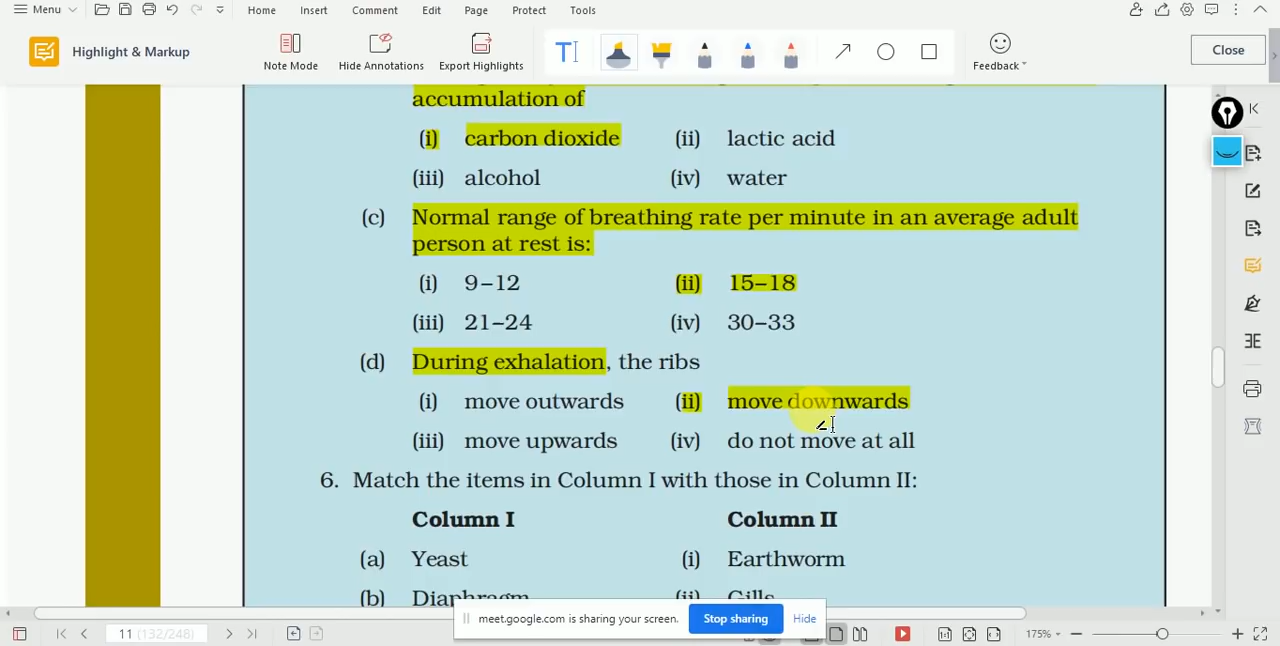 Menu
Home Insert Comment Edit Page Protect Tools
Highlight & Markup
Note Mode Hide Annotations Export Highlights
T
Feedback
Close
accumulation of
(i) carbon dioxide (ii) lactic acid
(iii) alcohol (iv) water
(c) Normal range of breathing rate per minute in an average adult
person at rest is:
(i) 9–12 (ii) 15–18
(iii) 21–24 (iv) 30–33
(d) During exhalation, the ribs
(i) move outwards (ii) move downwards
(iii) move upwards (iv) do not move at all
6. Match the items in Column I with those in Column II:
Column I Column II
(a) Yeast (i) Earthworm
(b) Diaphragm (ii) Gills
meet.google.com is sharing your screen. Stop sharing Hide
11 (132/248) 175%